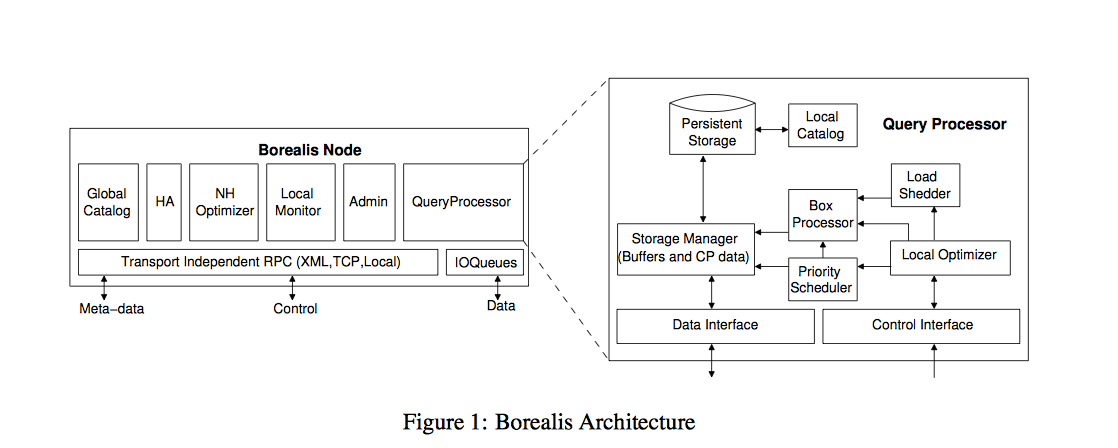 Borealis Node
Global
Catalog
HA
NH
Optimizer
Local
Monitor
Admin
QueryProcessor
Transport Independent RPC (XML,TCP,Local)
IOQueues
Meta−data
Control
Data
Query Processor
Persistent
Storage
Local
Catalog
Load
Shedder
Box
Processor
Storage Manager
(Buffers and CP data)
Priority
Scheduler
Local Optimizer
Data Interface
Control Interface
Figure 1: Borealis Architecture